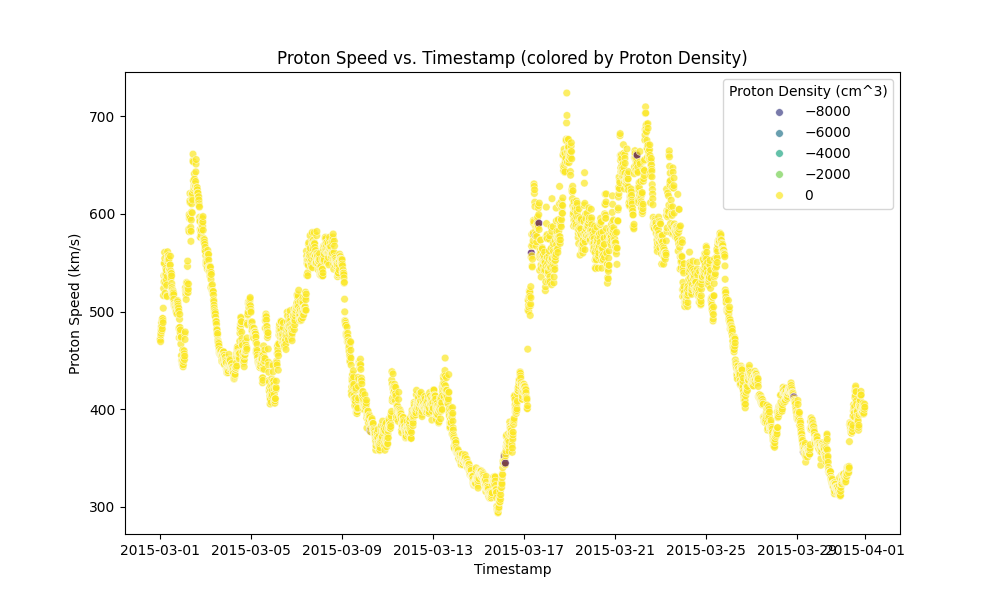 Proton Speed vs. Timestamp (colored by Proton Density)
Proton Density (cm^3)
−8000
−6000
−4000
−2000
0
Proton Speed (km/s)
700
600
500
400
300
2015-03-01 2015-03-05 2015-03-09 2015-03-13 2015-03-17 2015-03-21 2015-03-25 2015-03-29 2015-04-01
Timestamp